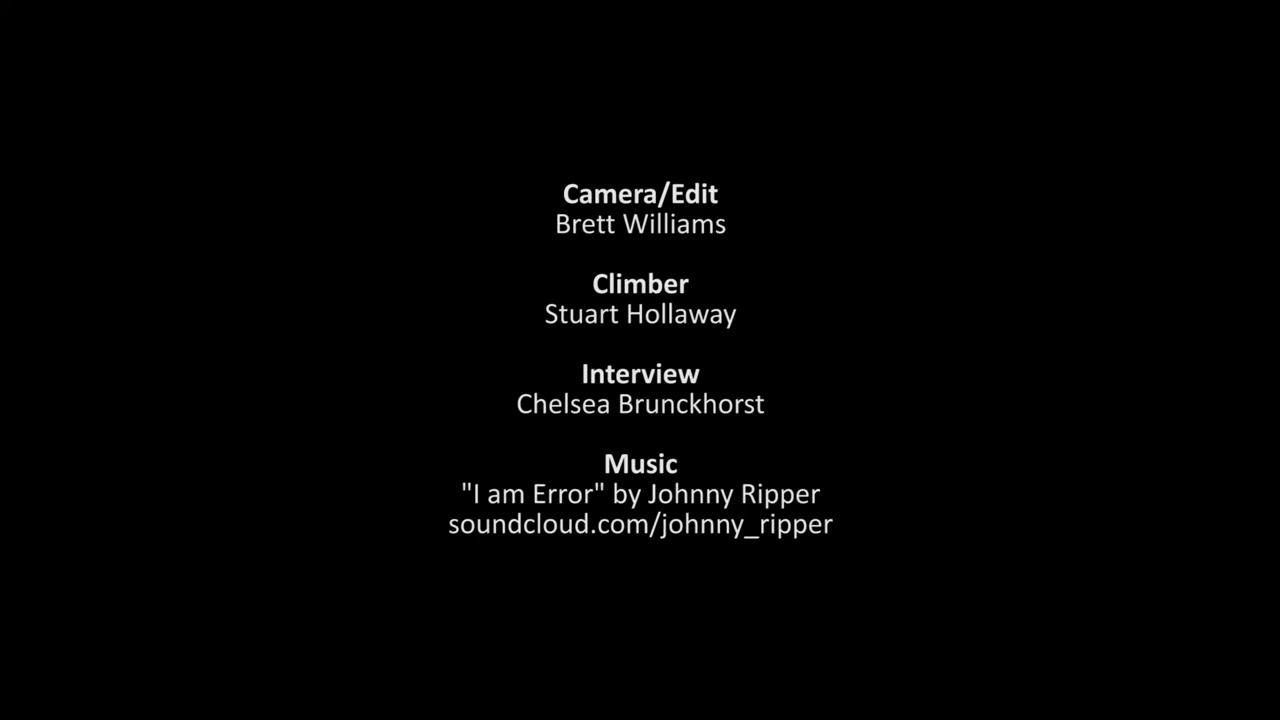 Camera/Edit
Brett Williams
Climber
Stuart Hollaway
Interview
Chelsea Brunckhorst
Music
"I am Error" by Johnny Ripper
soundcloud.com/johnny_ripper